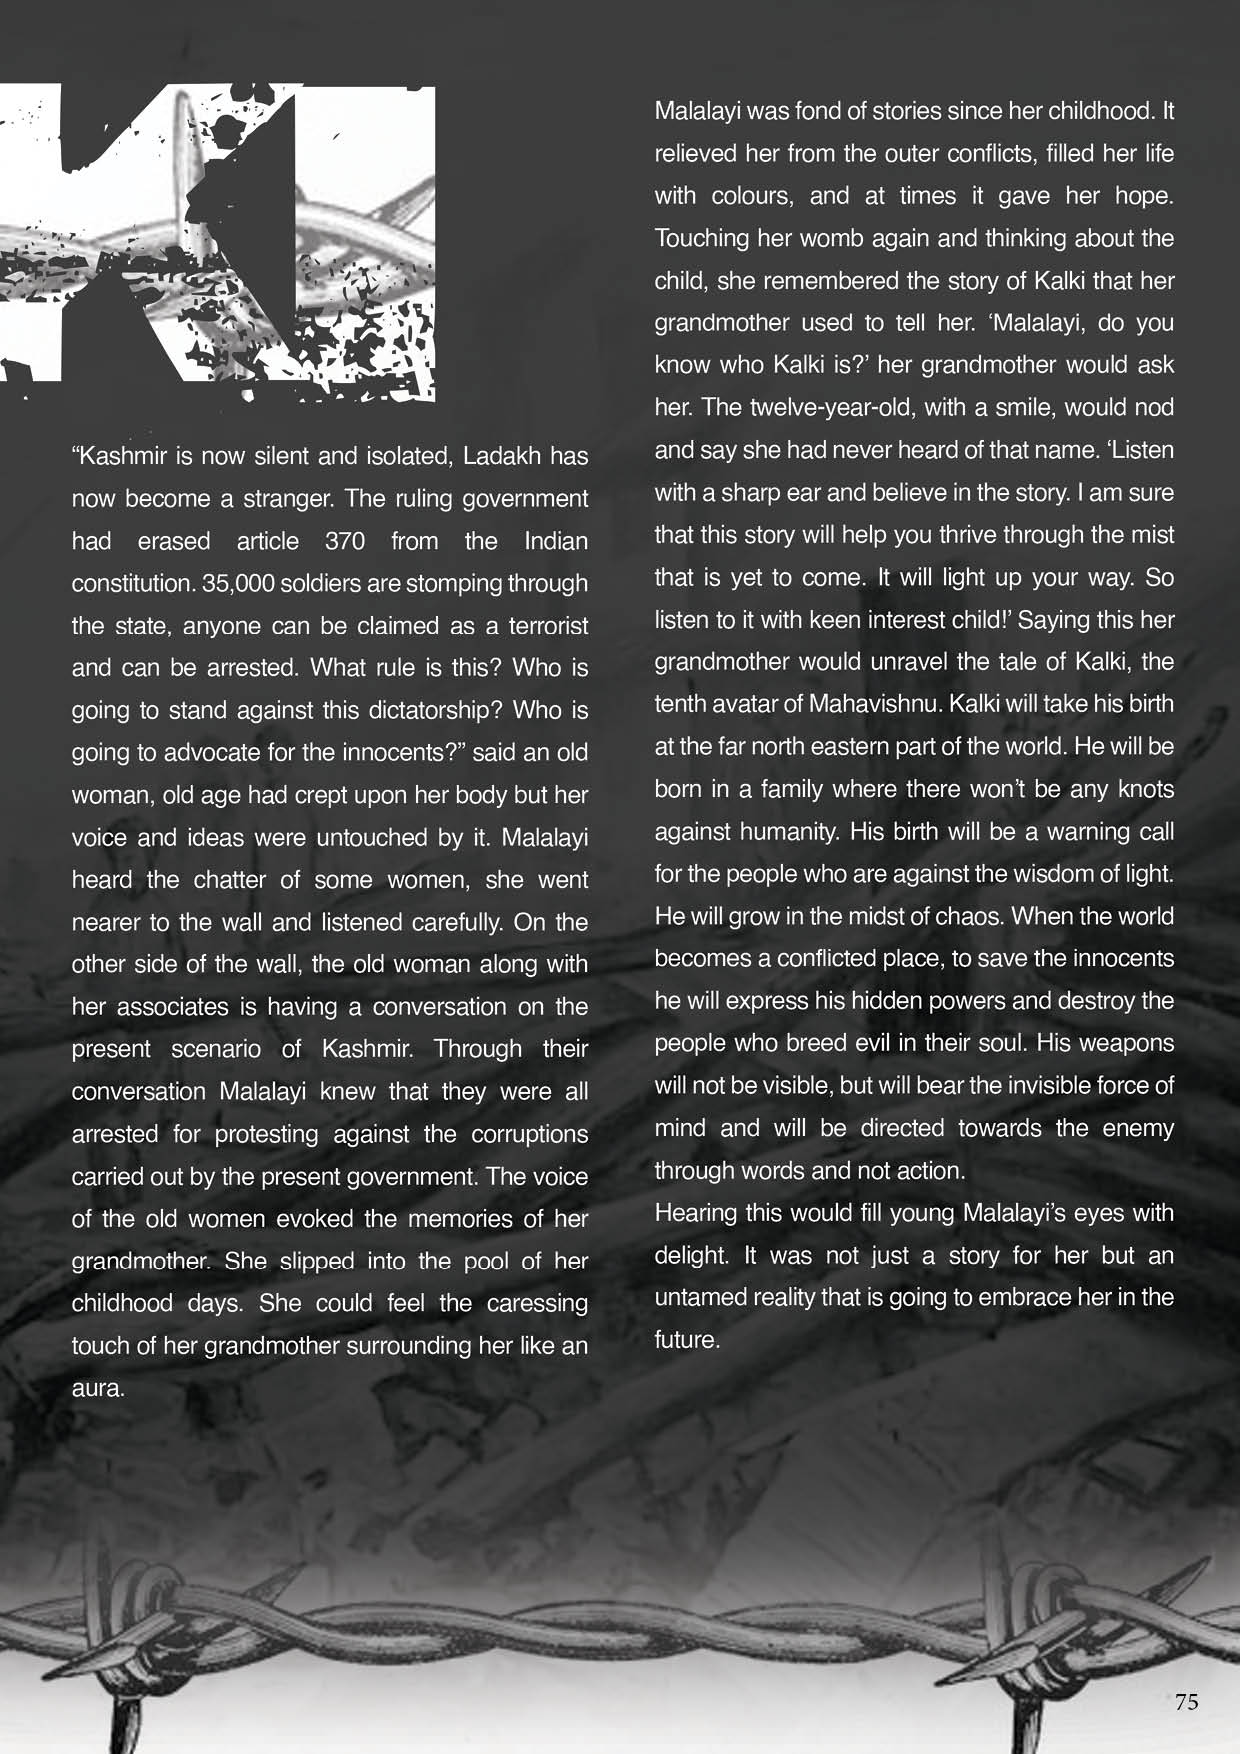 KI
“Kashmir is now silent and isolated, Ladakh has
now become a stranger. The ruling government
had erased article 370 from the Indian
constitution. 35,000 soldiers are stomping through
the state, anyone can be claimed as a terrorist
and can be arrested. What rule is this? Who is
going to stand against this dictatorship? Who is
going to advocate for the innocents?” said an old
woman, old age had crept upon her body but her
voice and ideas were untouched by it. Malalayi
heard the chatter of some women, she went
nearer to the wall and listened carefully. On the
other side of the wall, the old woman along with
her associates is having a conversation on the
present scenario of Kashmir. Through their
conversation Malalayi knew that they were all
arrested for protesting against the corruptions
carried out by the present government. The voice
of the old women evoked the memories of her
grandmother. She slipped into the pool of her
childhood days. She could feel the caressing
touch of her grandmother surrounding her like an
aura.
Malalayi was fond of stories since her childhood. It
relieved her from the outer conflicts, filled her life
with colours, and at times it gave her hope.
Touching her womb again and thinking about the
child, she remembered the story of Kalki that her
grandmother used to tell her. ‘Malalayi, do you
know who Kalki is?’ her grandmother would ask
her. The twelve-year-old, with a smile, would nod
and say she had never heard of that name. ‘Listen
with a sharp ear and believe in the story. I am sure
that this story will help you thrive through the mist
that is yet to come. It will light up your way. So
listen to it with keen interest child!’ Saying this her
grandmother would unravel the tale of Kalki, the
tenth avatar of Mahavishnu. Kalki will take his birth
at the far north eastern part of the world. He will be
born in a family where there won’t be any knots
against humanity. His birth will be a warning call
for the people who are against the wisdom of light.
He will grow in the midst of chaos. When the world
becomes a conflicted place, to save the innocents
he will express his hidden powers and destroy the
people who breed evil in their soul. His weapons
will not be visible, but will bear the invisible force of
mind and will be directed towards the enemy
through words and not action.
Hearing this would fill young Malalayi’s eyes with
delight. It was not just a story for her but an
untamed reality that is going to embrace her in the
future.
75